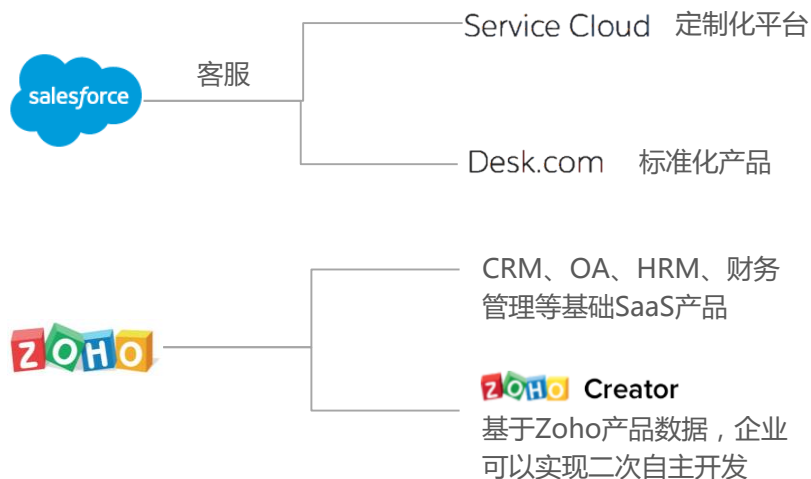 Service Cloud 定制化平台
客服
salesforce
Desk.com 标准化产品
CRM、OA、HRM、财务
管理等基础SaaS产品
ZOHO
ZOHO Creator
基于Zoho产品数据，企业
可以实现二次自主开发